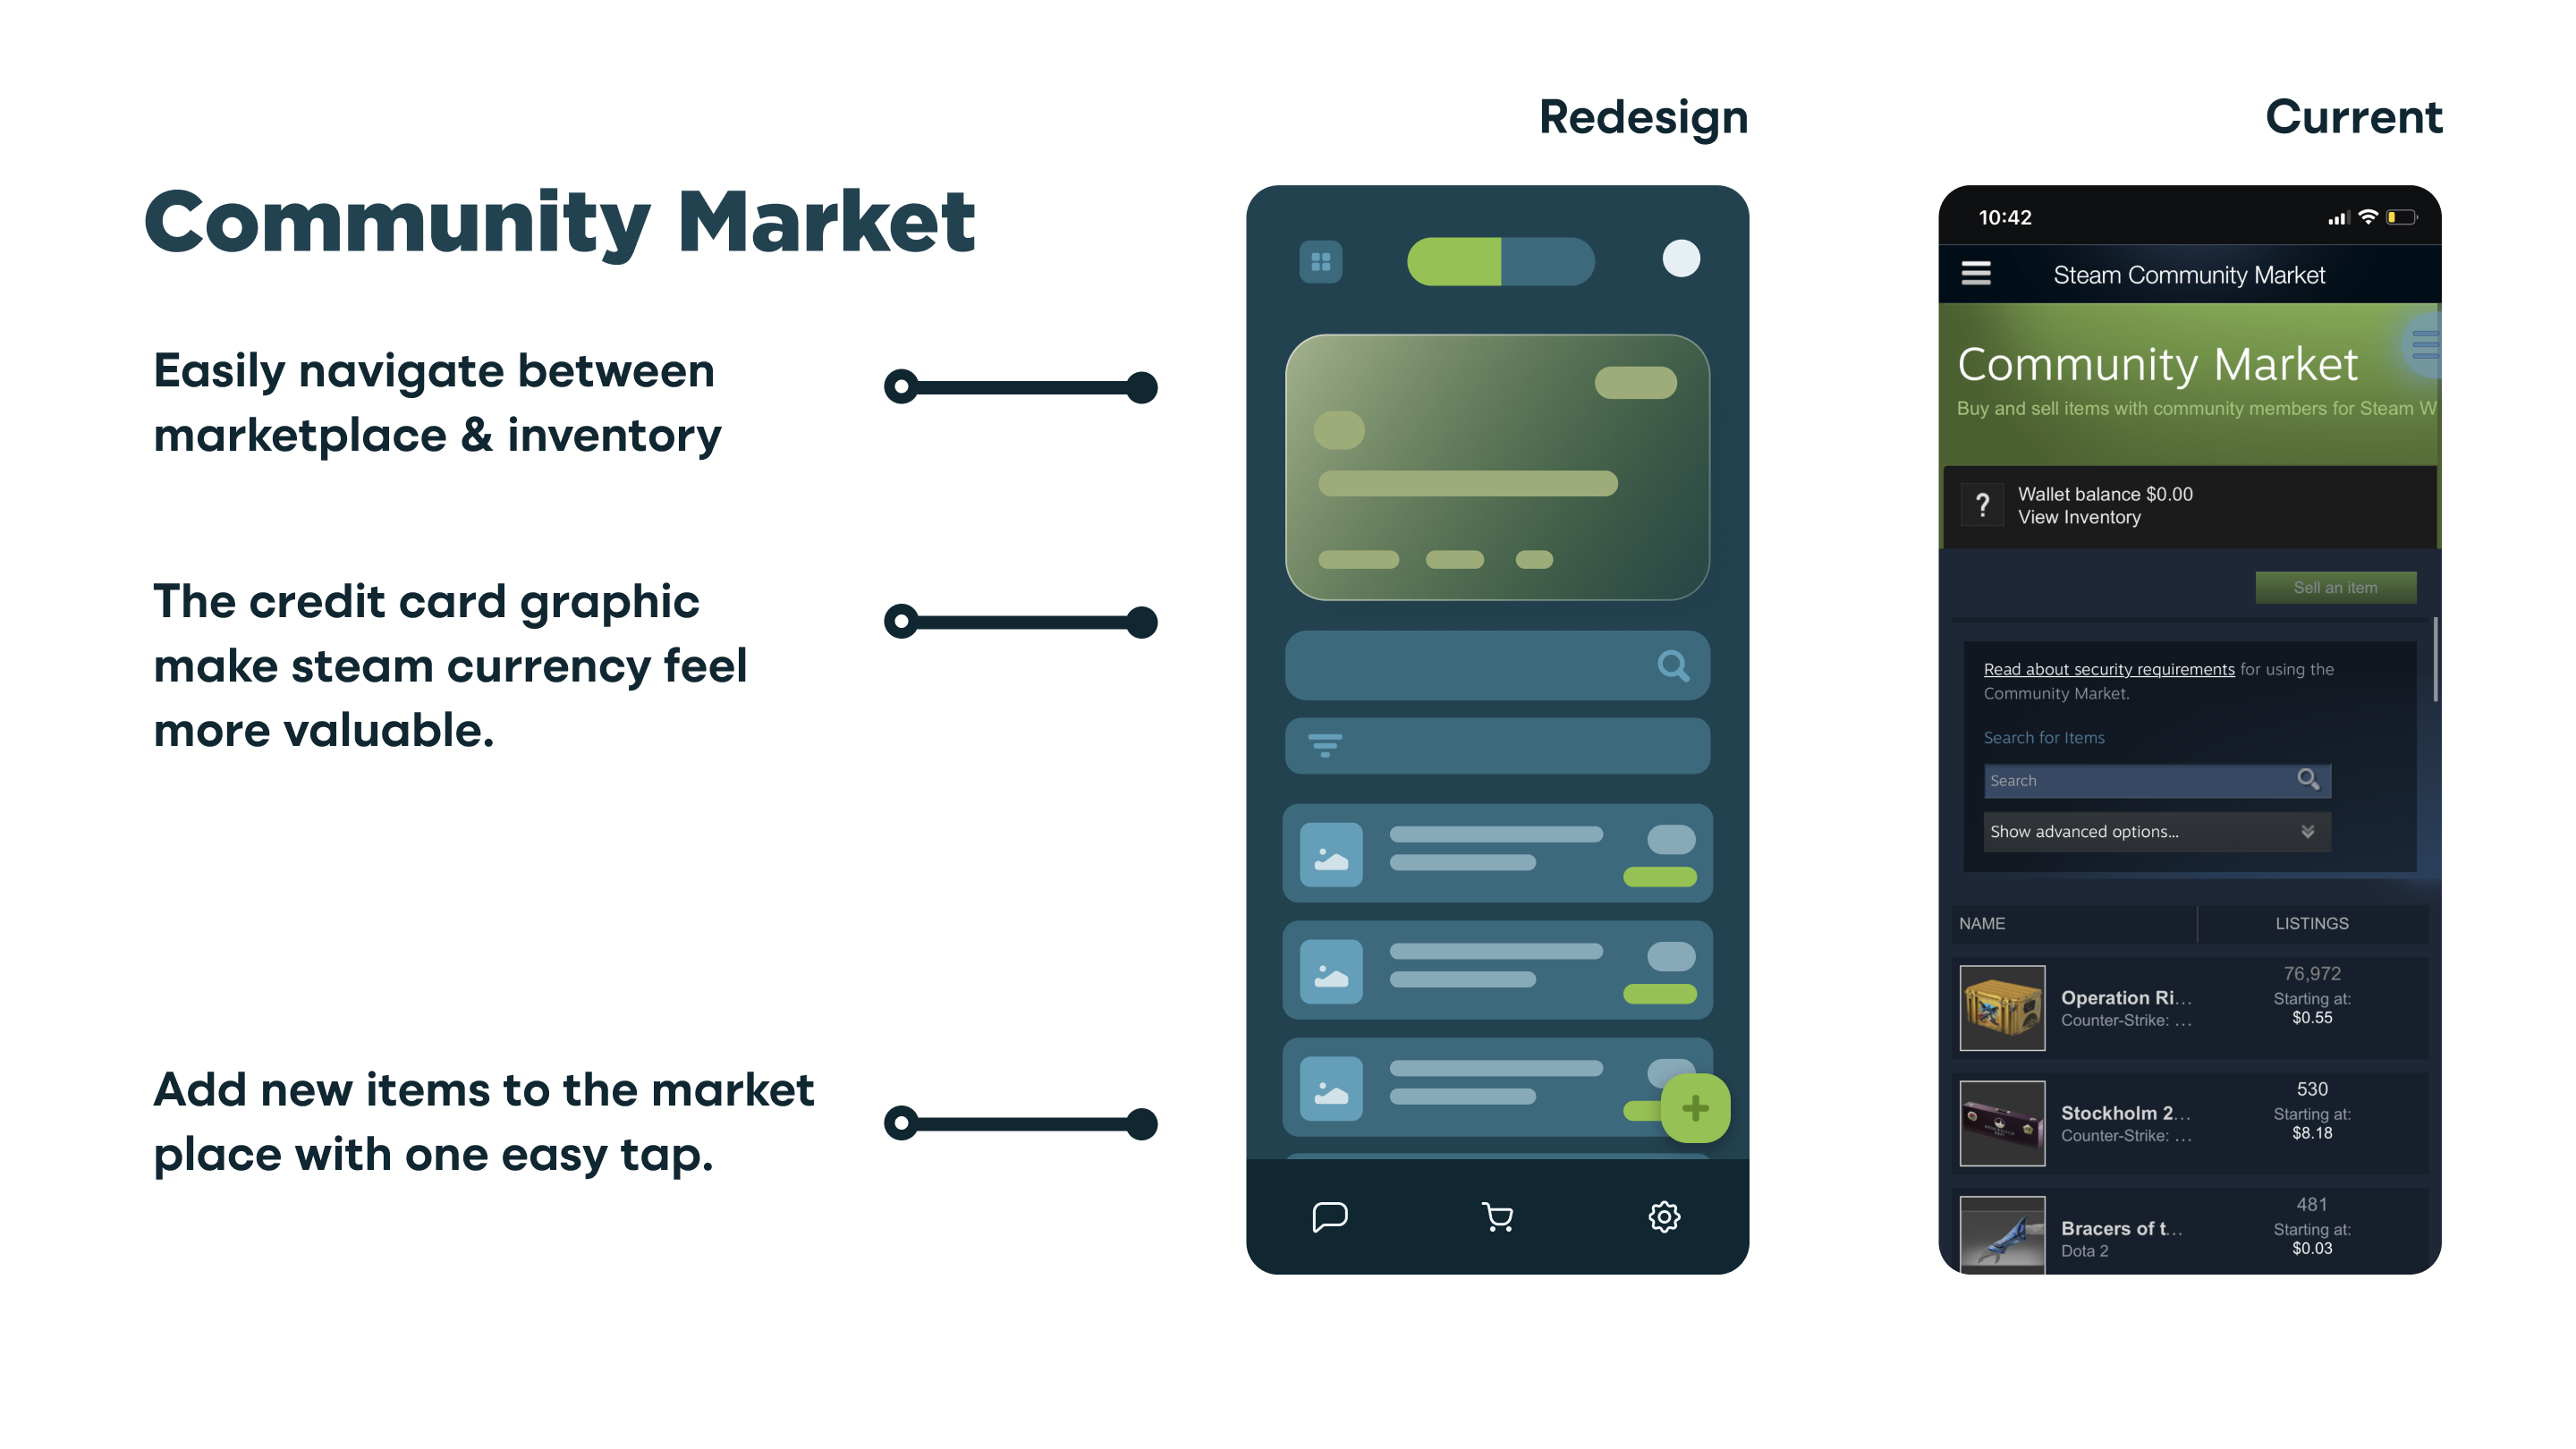 Redesign
Current
Community Market
Easily navigate between
marketplace & inventory
The credit card graphic
make steam currency feel
more valuable.
Add new items to the market
place with one easy tap.
10:42
Steam Community Market
Community Market
Buy and sell items with community members for Steam W
?
Wallet balance $0.00
View Inventory
Sell an item
Read about security requirements for using the
Community Market.
Search for Items
Search
Show advanced options...
NAME
LISTINGS
Operation Ri...
Counter-Strike: ...
76,972
Starting at:
$0.55
Stockholm 2...
Counter-Strike: ...
530
Starting at:
$8.18
Bracers of t...
Dota 2
481
Starting at:
$0.03